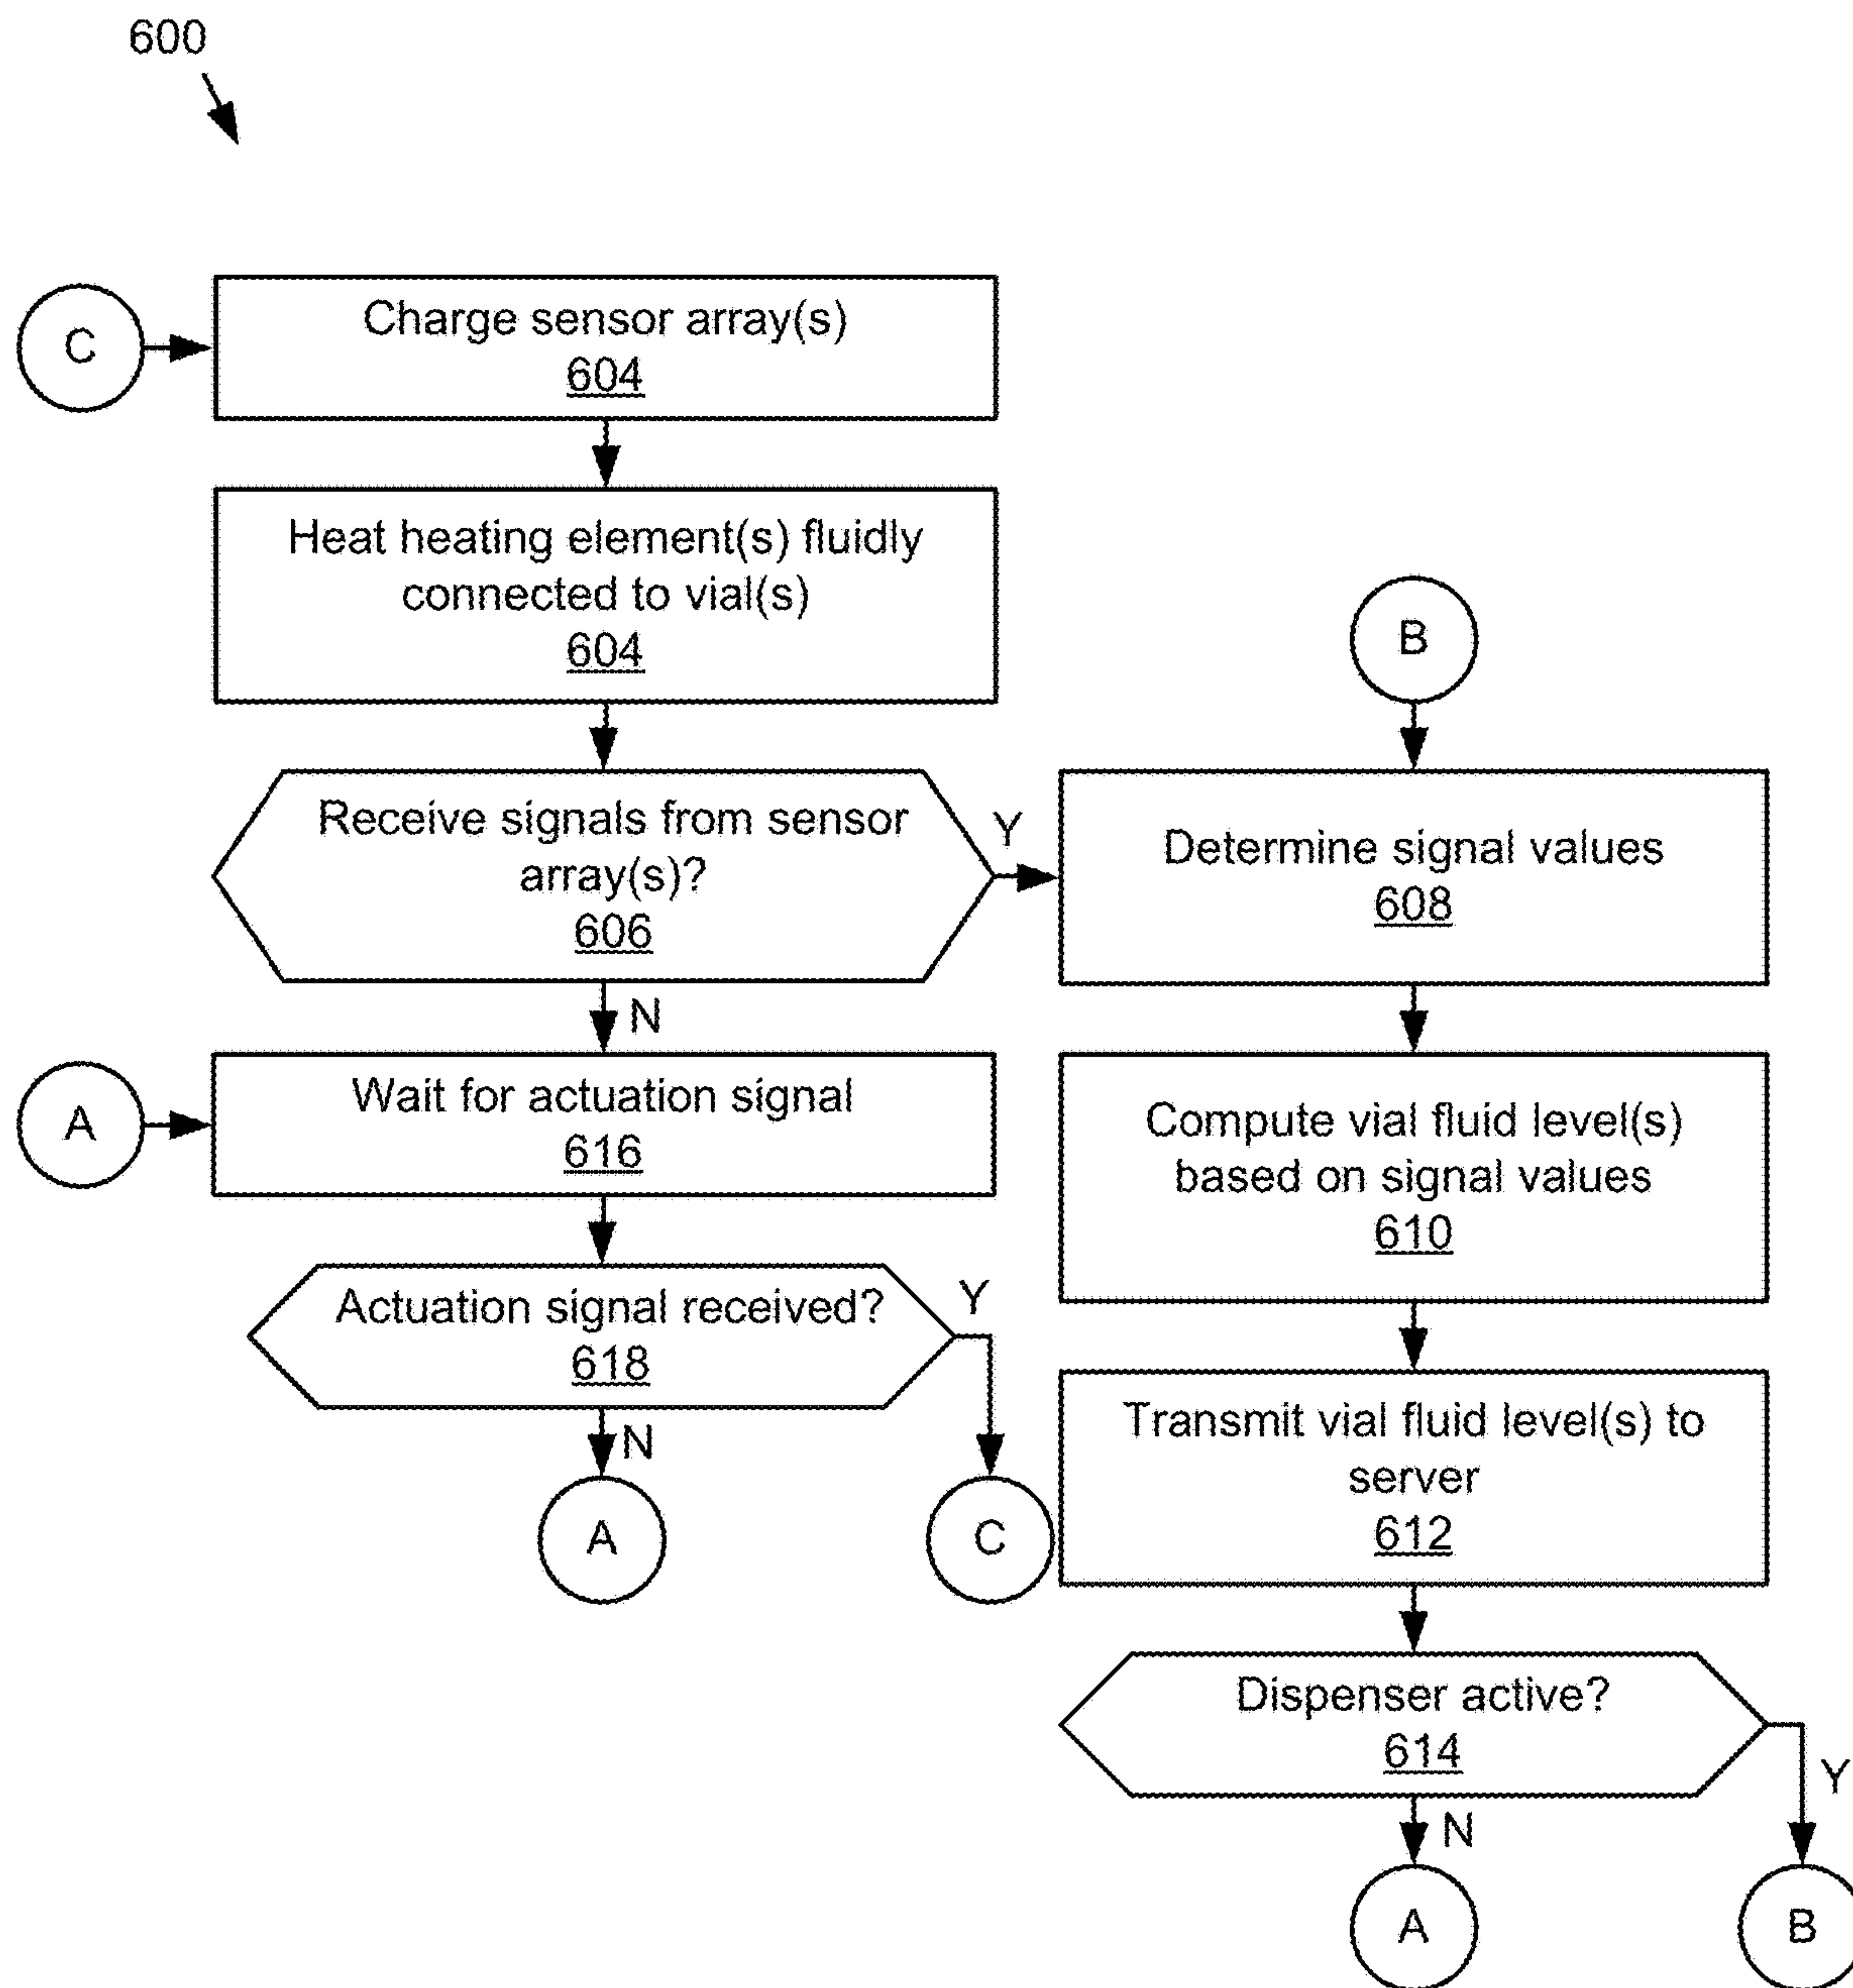 600
C
Charge sensor array(s)
604
Heat heating element(s) fluidly
connected to vial(s)
604
Receive signals from sensor
array(s)?
606
Y
N
A
Wait for actuation signal
616
Actuation signal received?
618
Y
N
A
C
B
Determine signal values
608
Compute vial fluid level(s)
based on signal values
610
Transmit vial fluid level(s) to
server
612
Dispenser active?
614
Y
N
A
B